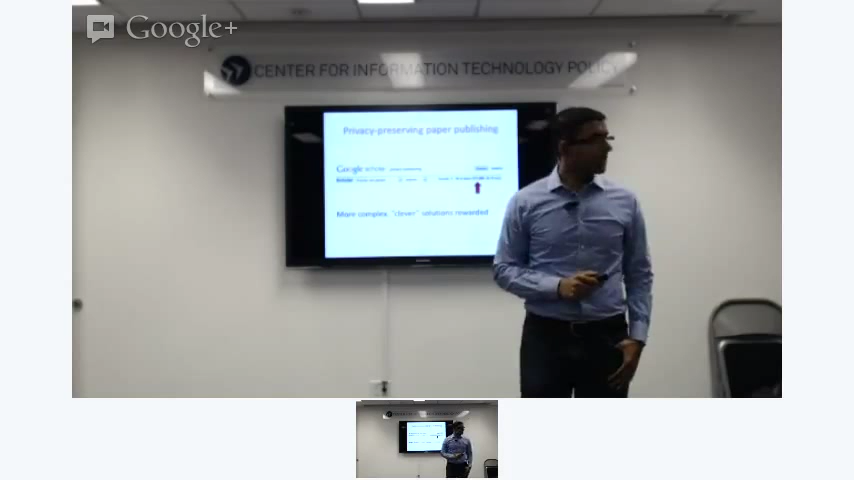 Google+
CENTER FOR INFORMATION TECHNOLOGY POLICY
Privacy-preserving paper publishing
Google scholar
More complex, "clever" solutions rewarded